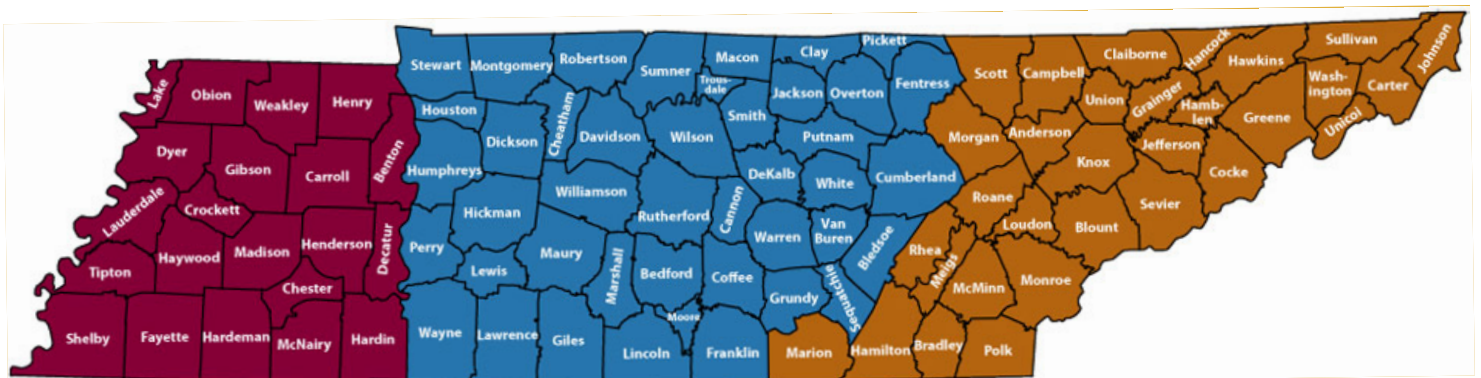 Lake
Obion
Weakley
Henry
Dyer
Gibson
Carroll
Benton
Lauderdale
Crockett
Haywood
Madison
Henderson
Decatur
Tipton
Chester
Shelby
Fayette
Hardeman
McNairy
Hardin
Stewart
Montgomery
Robertson
Sumner
Macon
Trous-
dale
Clay
Pickett
Fentress
Jackson
Overton
Houston
Dickson
Cheatham
Davidson
Wilson
Smith
Putnam
Humphreys
Williamson
DeKalb
White
Cumberland
Hickman
Rutherford
Cannon
Warren
Van
Buren
Bledsoe
Perry
Lewis
Maury
Marshall
Bedford
Coffee
Grundy
Sequatchie
Moore
Wayne
Lawrence
Giles
Lincoln
Franklin
Scott
Campbell
Claiborne
Hancock
Hawkins
Sullivan
Johnson
Union
Grainger
Hamb-
len
Wash-
ington
Carter
Greene
Unicol
Morgan
Anderson
Knox
Jefferson
Cocke
Roane
Loudon
Blount
Sevier
Rhea
Meigs
McMinn
Monroe
Marion
Hamilton
Bradley
Polk